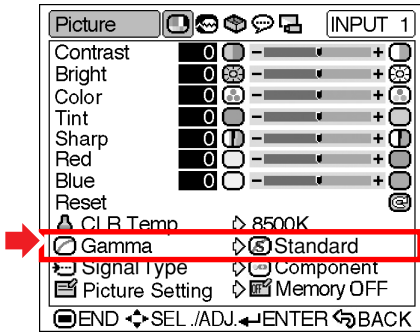 Picture INPUT 1
Contrast 0 - +
Bright 0 - +
Color 0 - +
Tint 0 - +
Sharp 0 - +
Red 0 - +
Blue 0 - +
Reset
CLR Temp 8500K
Gamma S Standard
Signal Type Component
Picture Setting OFF Memory OFF
END SEL./ADJ. ENTER BACK